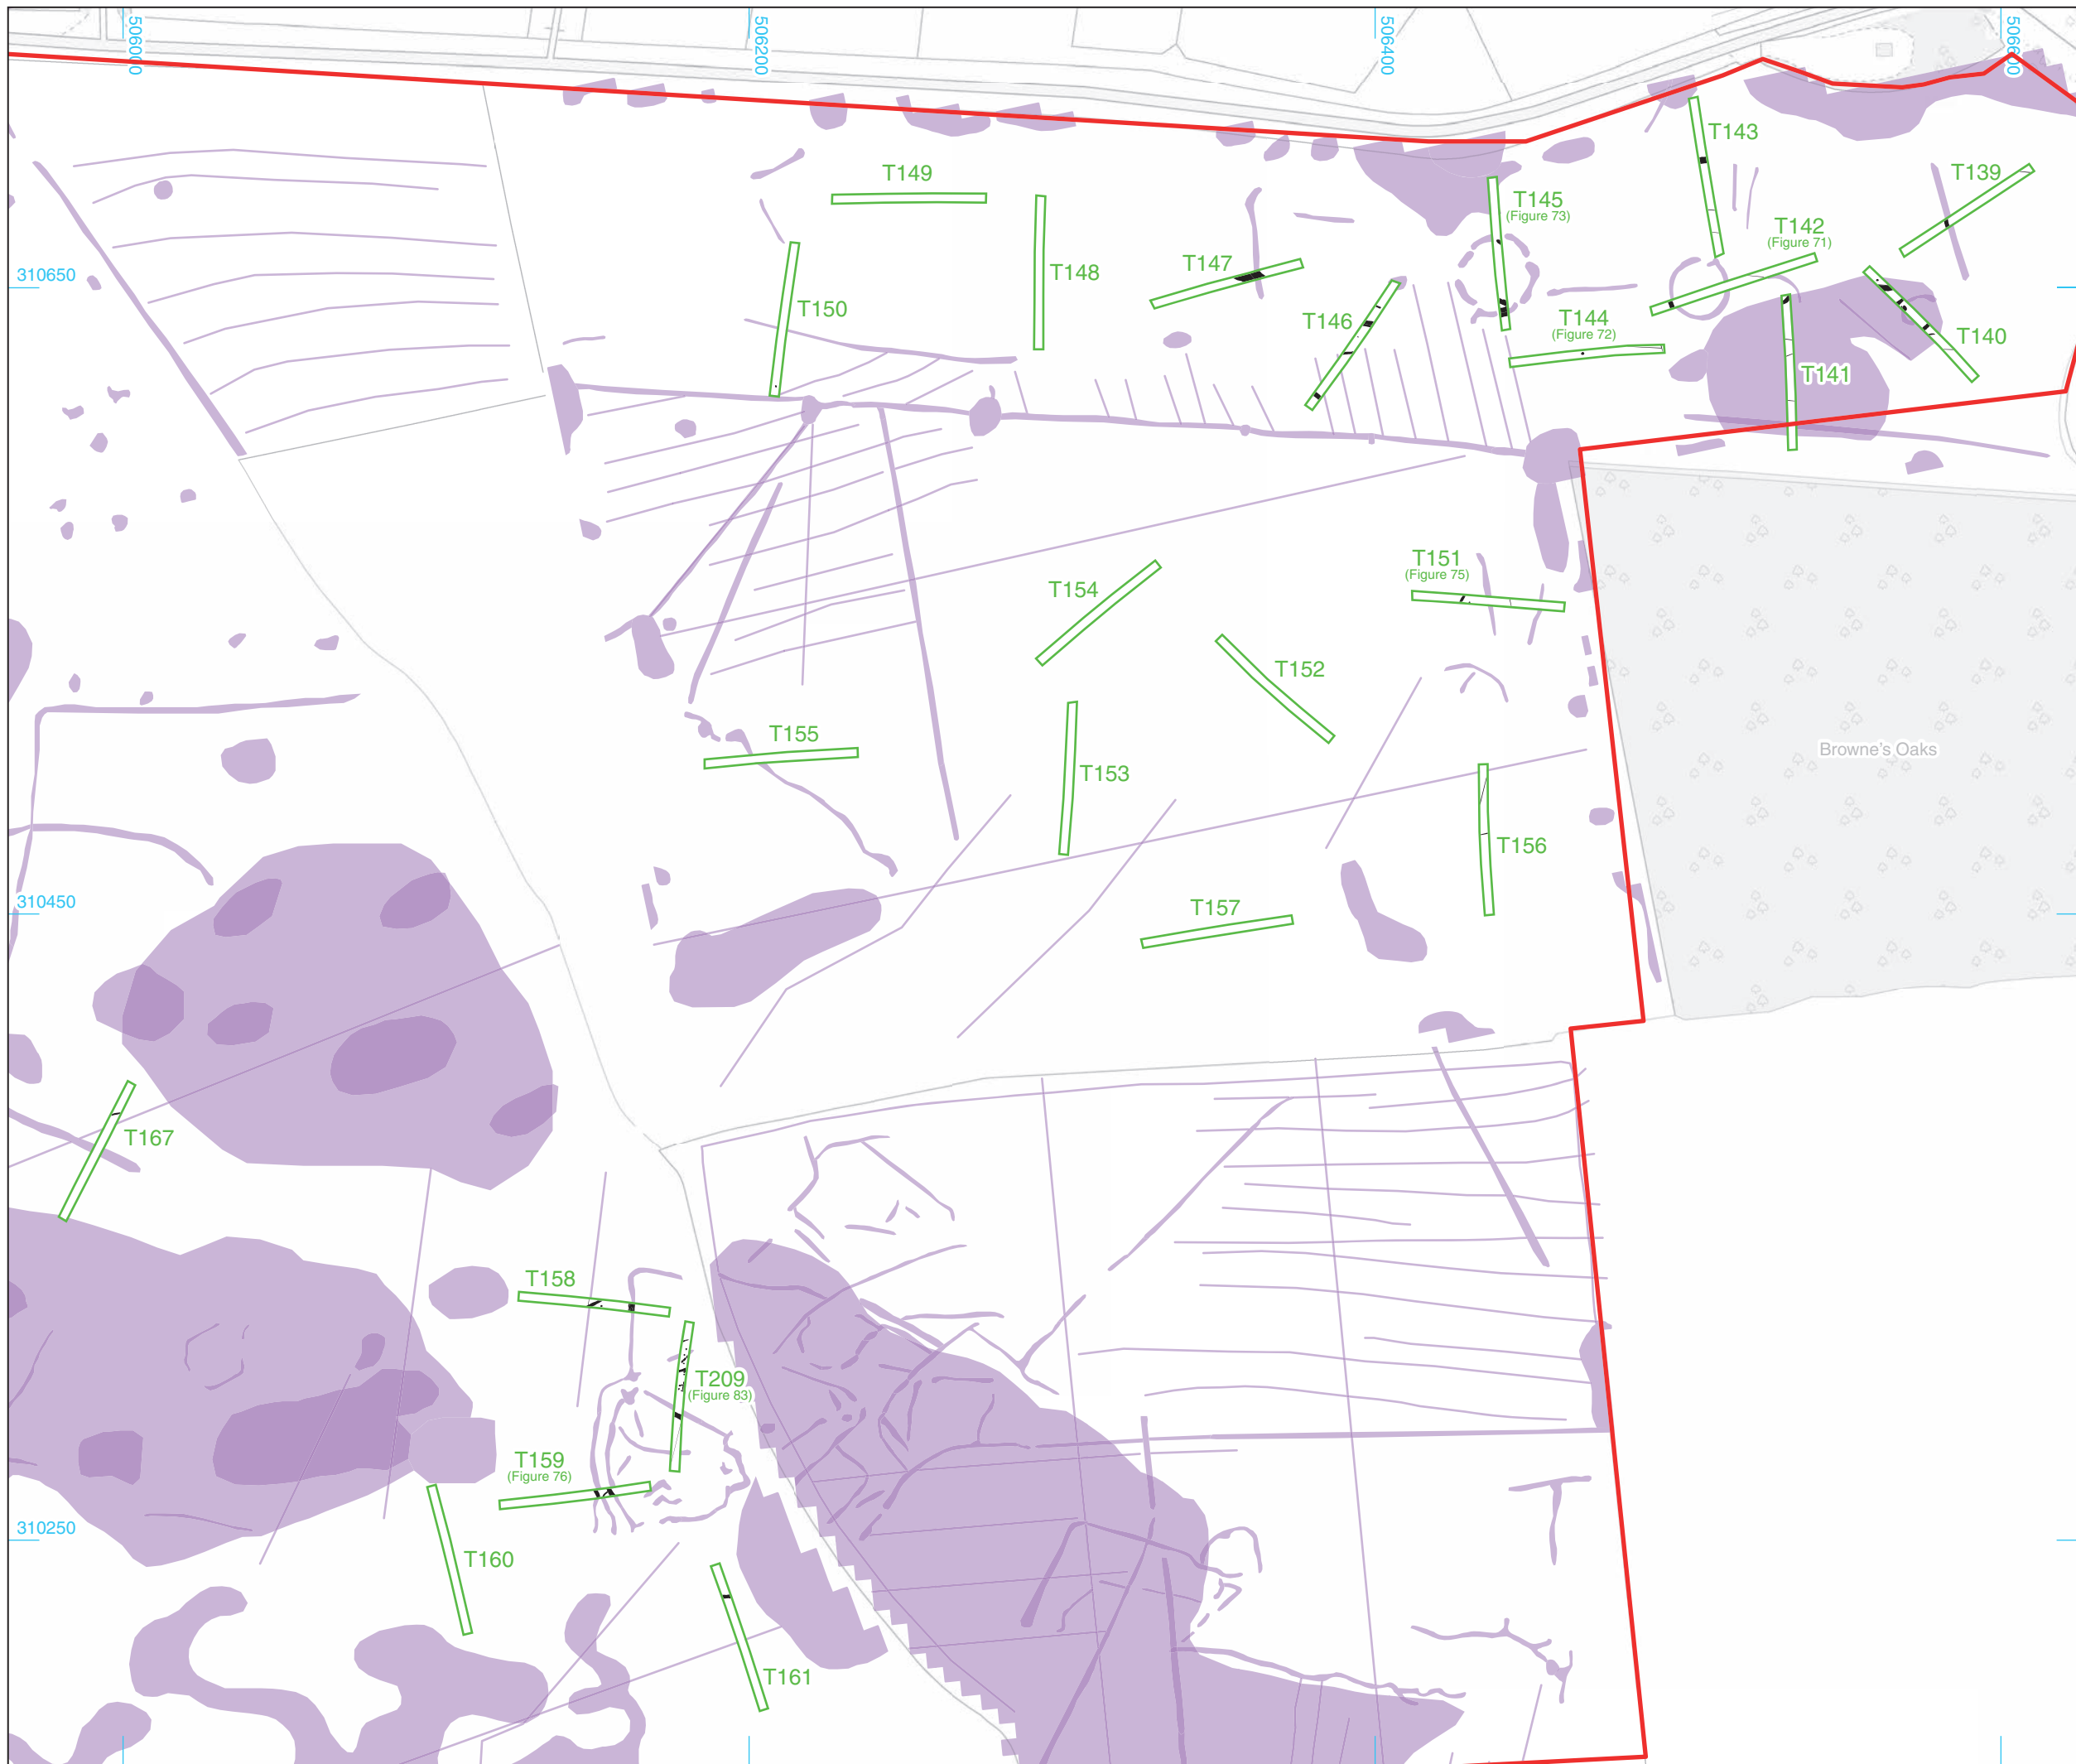 506000
506200
506400
506600
T143
T149
T139
T145
(Figure 73)
T142
(Figure 71)
T147
T148
310650
T150
T146
T144
(Figure 72)
T140
T141
T151
(Figure 75)
T154
T152
T155
Browne's Oaks
T153
T156
310450
T157
T167
T158
T209
(Figure 83)
T159
(Figure 76)
310250
T160
T161